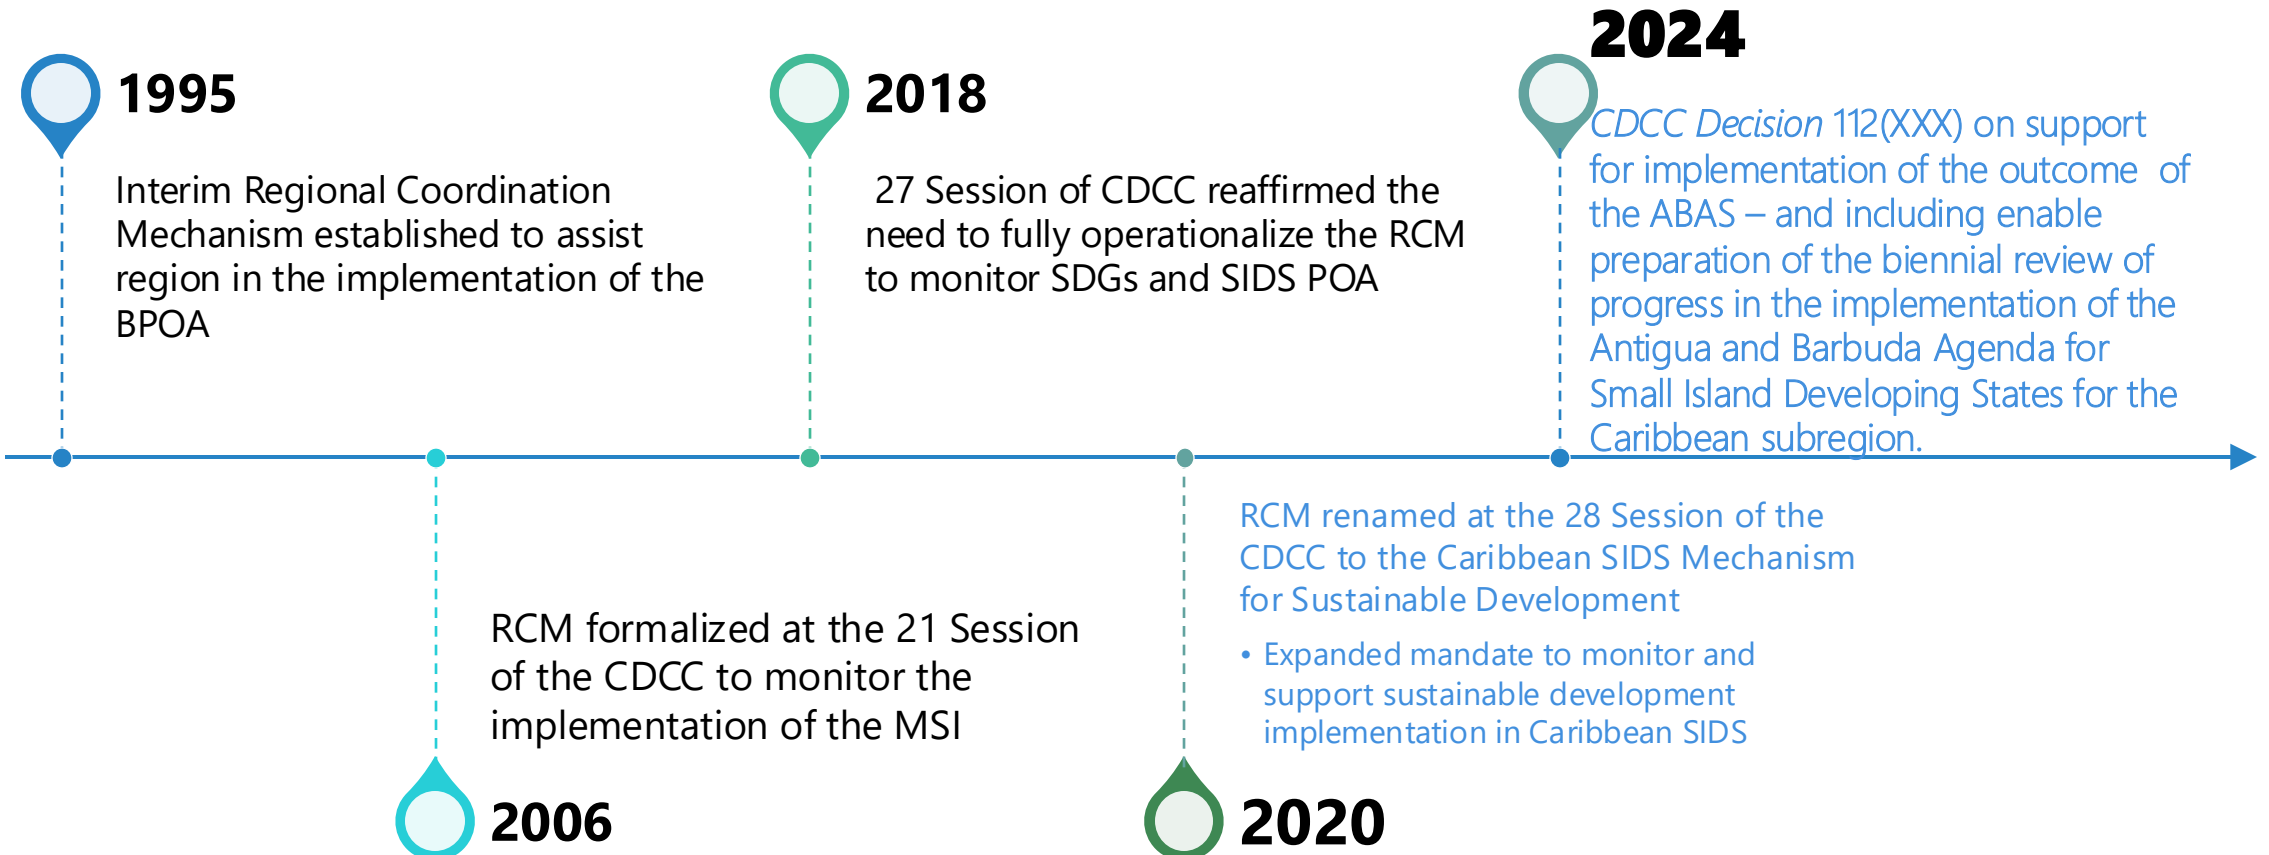 1995
Interim Regional Coordination
Mechanism established to assist
region in the implementation of the
BPOA
2006
RCM formalized at the 21 Session
of the CDCC to monitor the
implementation of the MSI
2018
27 Session of CDCC reaffirmed the
need to fully operationalize the RCM
to monitor SDGs and SIDS POA
2020
RCM renamed at the 28 Session of the
CDCC to the Caribbean SIDS Mechanism
for Sustainable Development
• Expanded mandate to monitor and
support sustainable development
implementation in Caribbean SIDS
2024
CDCC Decision 112(XXX) on support
for implementation of the outcome of
the ABAS – and including enable
preparation of the biennial review of
progress in the implementation of the
Antigua and Barbuda Agenda for
Small Island Developing States for the
Caribbean subregion.